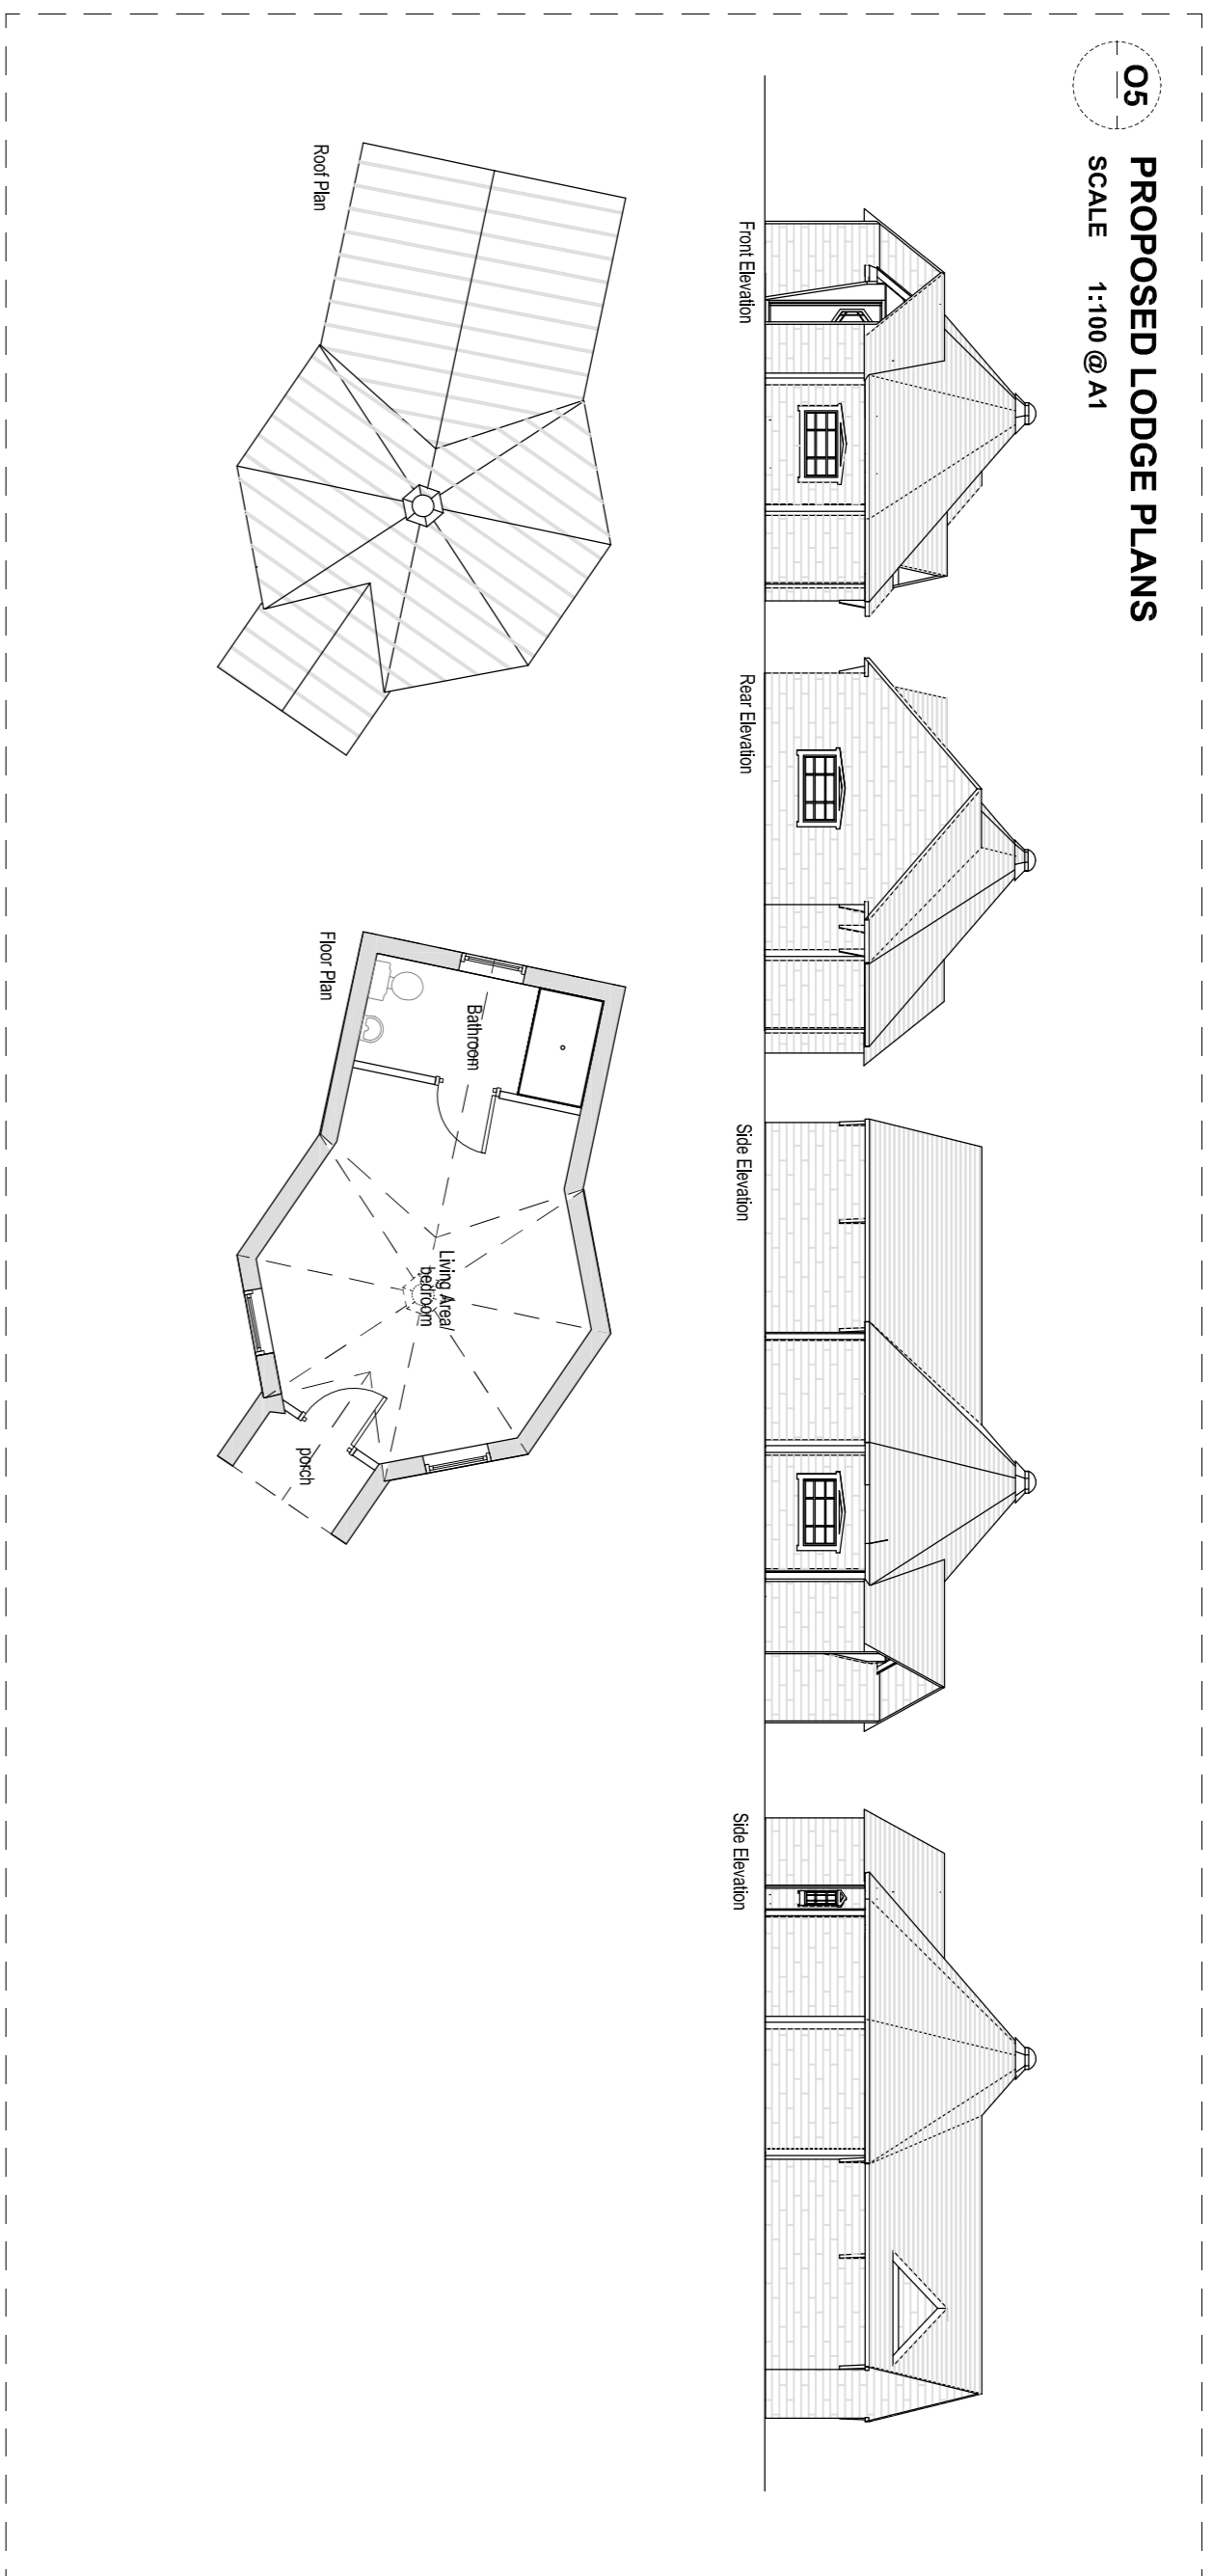 O5
PROPOSED LODGE PLANS
SCALE 1:100 @ A1
Front Elevation
Rear Elevation
Side Elevation
Side Elevation
Roof Plan
Floor Plan
Bathroom
Living Area/
bedroom
porch